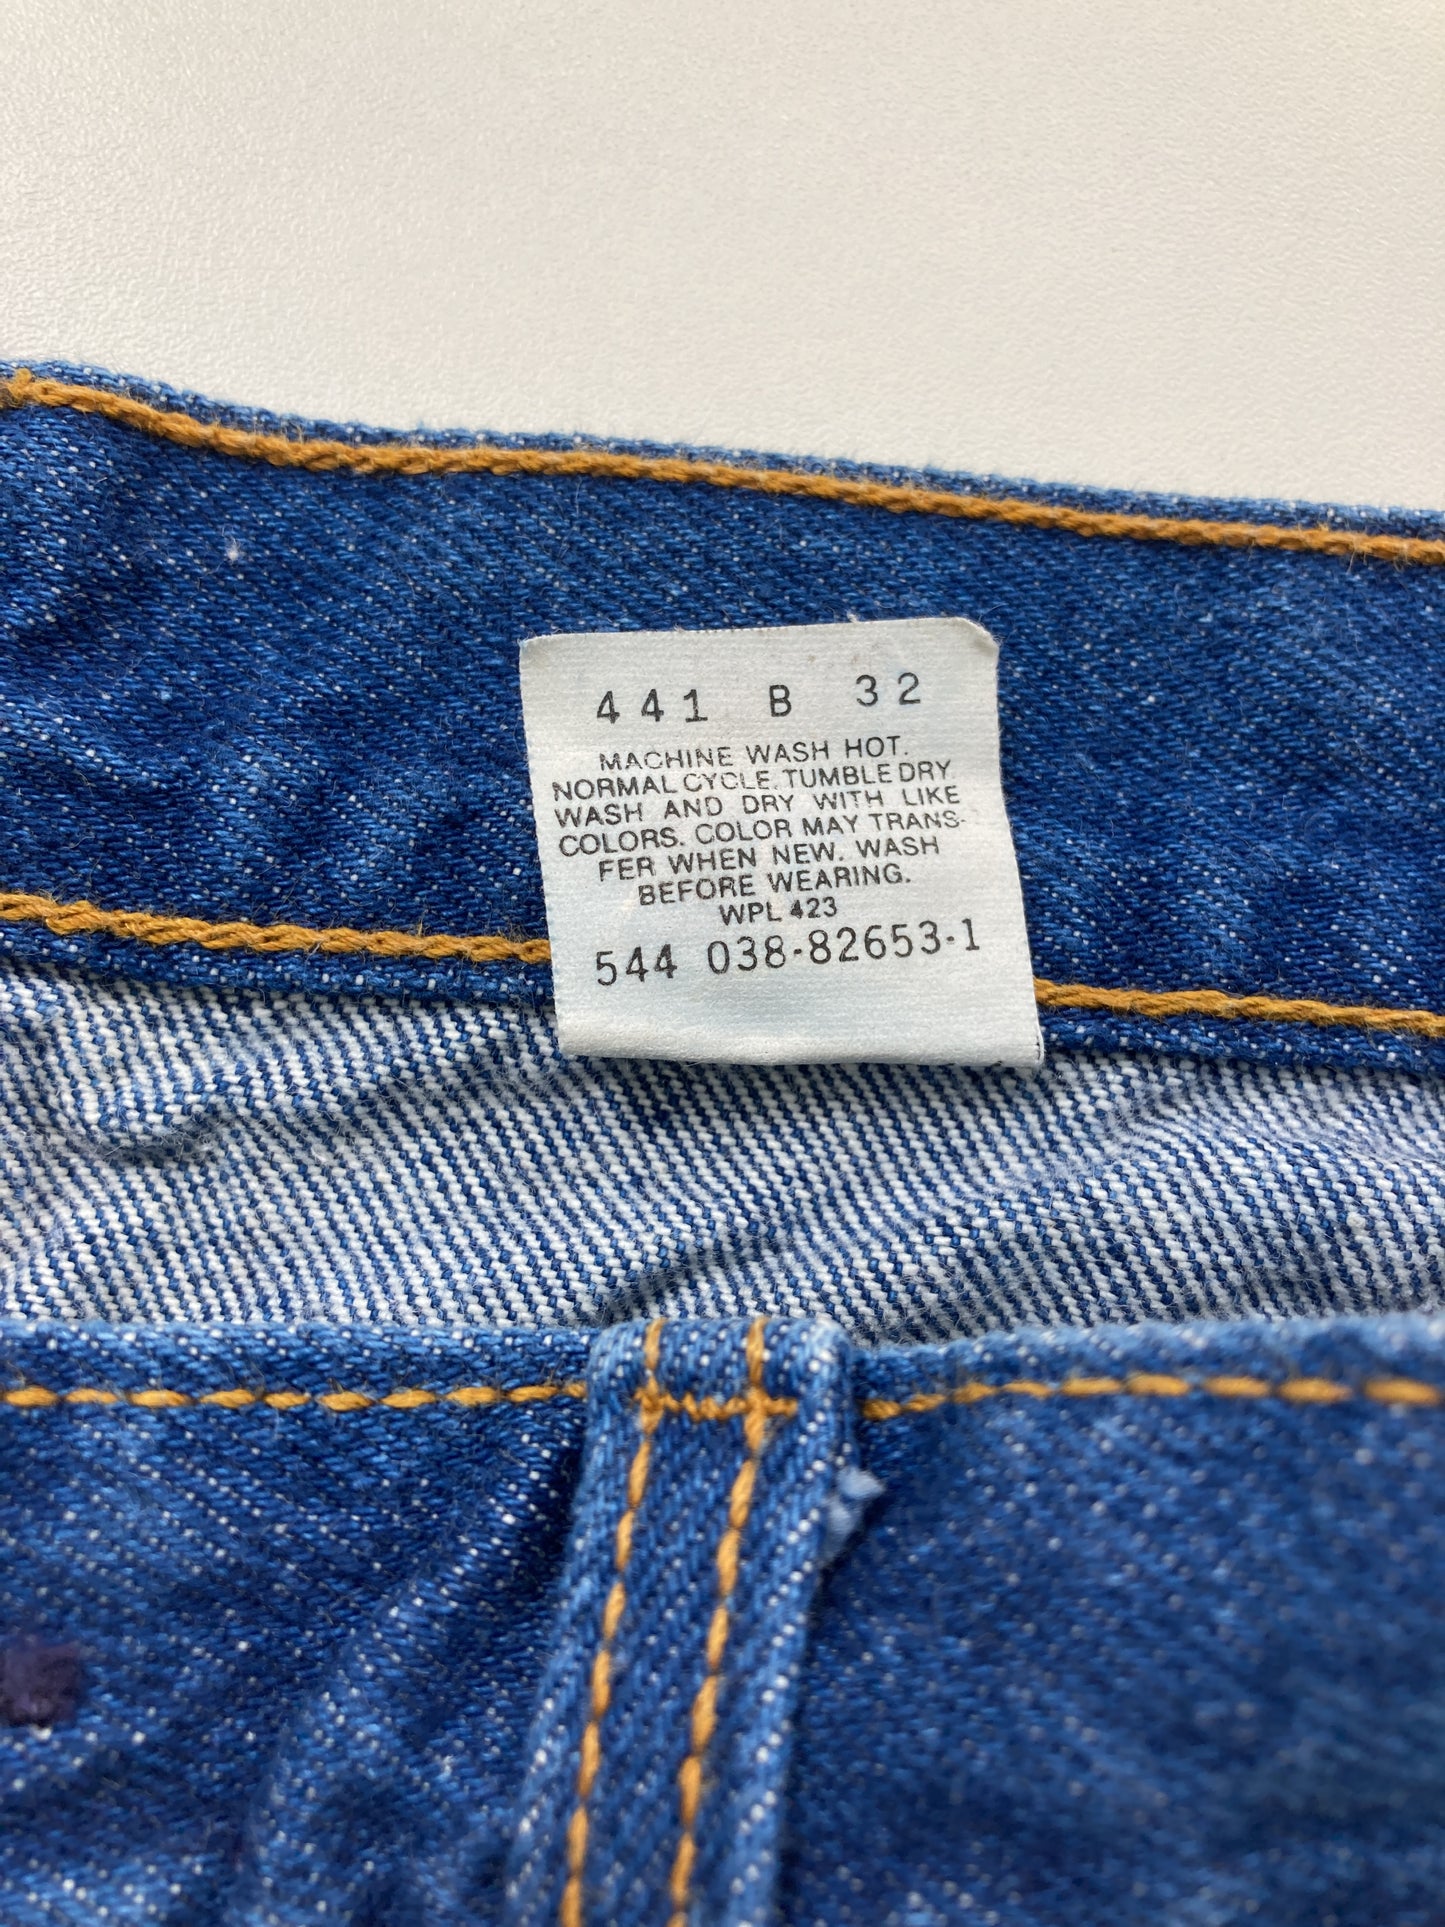 441 B 32
MACHINE WASH HOT.
NORMAL CYCLE. TUMBLE DRY.
WASH AND DRY WITH LIKE
COLORS. COLOR MAY TRANS-
FER WHEN NEW. WASH
BEFORE WEARING.
WPL 423
544 038-82653-1